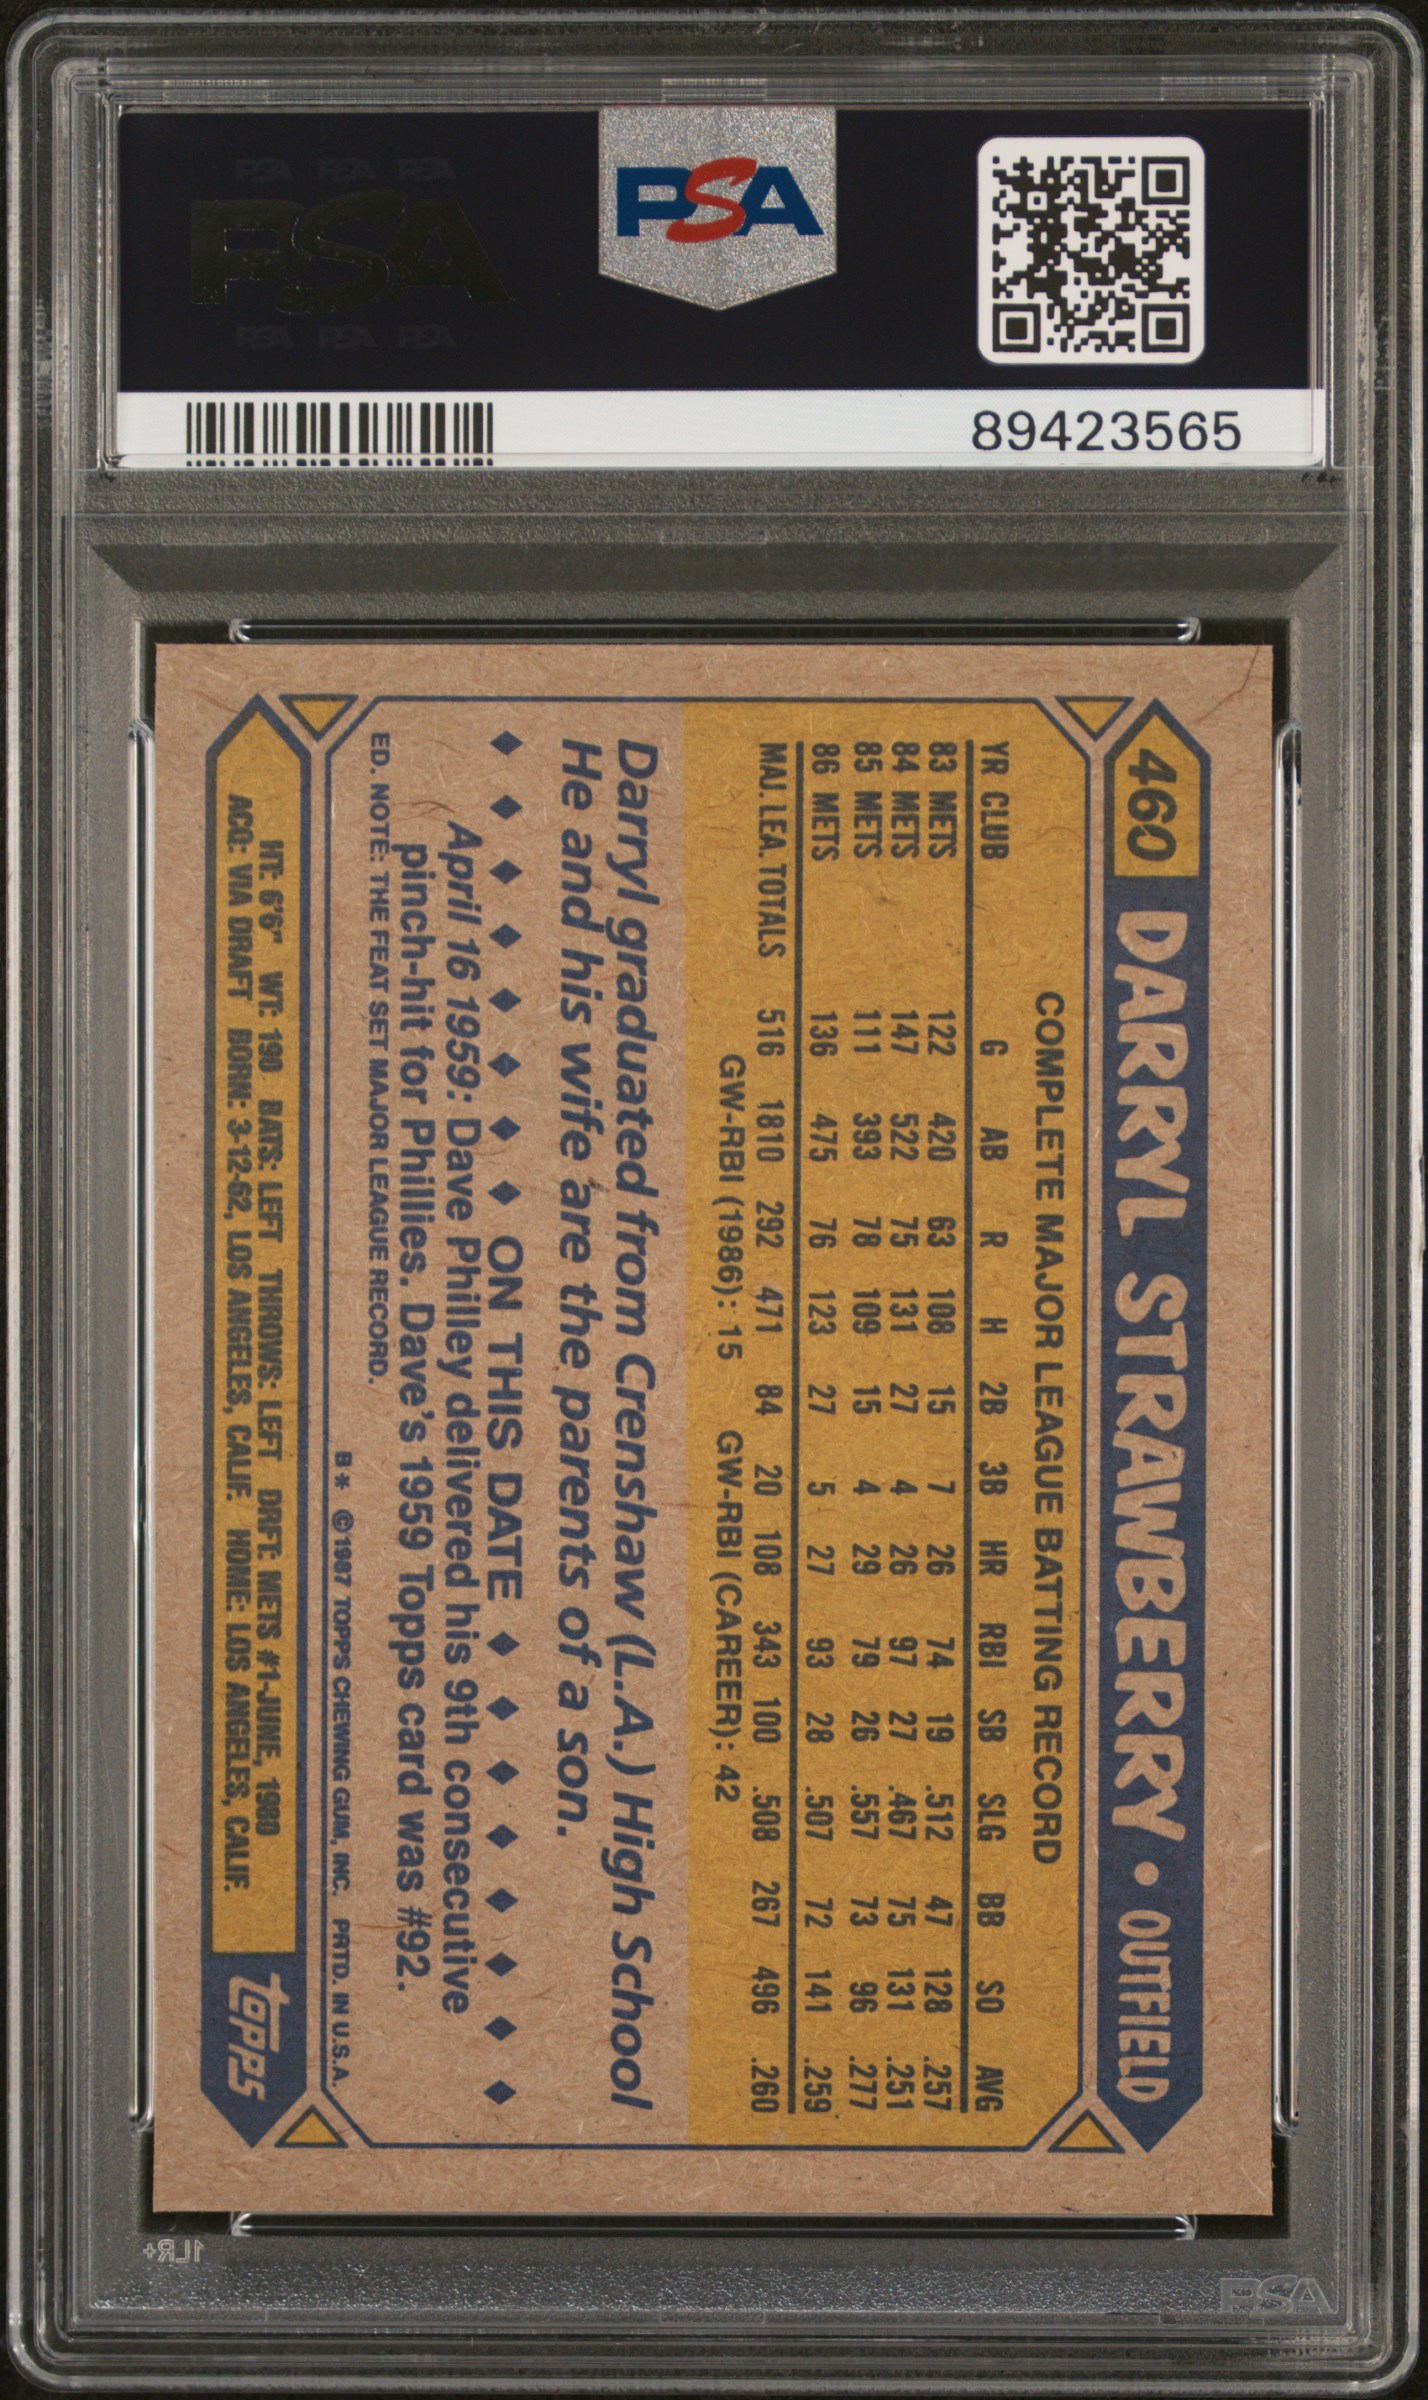 PSA PSA PSA
PSA
PSA PSA PSA
PSA
89423565
460 DARRYL STRAWBERRY • OUTFIELD
COMPLETE MAJOR LEAGUE BATTING RECORD
YR CLUB G AB R H 2B 3B HR RBI SB SLG BB SO AVG
83 METS 122 420 63 108 15 7 26 74 19 .512 47 128 .257
84 METS 147 522 75 131 27 4 26 97 27 .467 75 131 .251
85 METS 111 393 78 109 15 4 29 79 26 .557 73 96 .277
86 METS 136 475 76 123 27 5 27 93 28 .507 72 141 .259
MAJ. LEA. TOTALS 516 1810 292 471 84 20 108 343 100 .508 267 496 .260
GW-RBI (1986): 15 GW-RBI (CAREER): 42
Darryl graduated from Crenshaw (L.A.) High School
He and his wife are the parents of a son.
ON THIS DATE
April 16 1959: Dave Philley delivered his 9th consecutive
pinch-hit for Phillies. Dave's 1959 Topps card was #92.
ED. NOTE: THE FEAT SET MAJOR LEAGUE RECORD.
B* ©1987 TOPPS CHEWING GUM, INC. PRTD. IN U.S.A.
HT: 6'6" WT: 190 BATS: LEFT THROWS: LEFT DRFT: METS #1-JUNE, 1980
ACQ: VIA DRAFT BORN: 3-12-62, LOS ANGELES, CALIF. HOME: LOS ANGELES, CALIF.
topps
1LR+
PSA